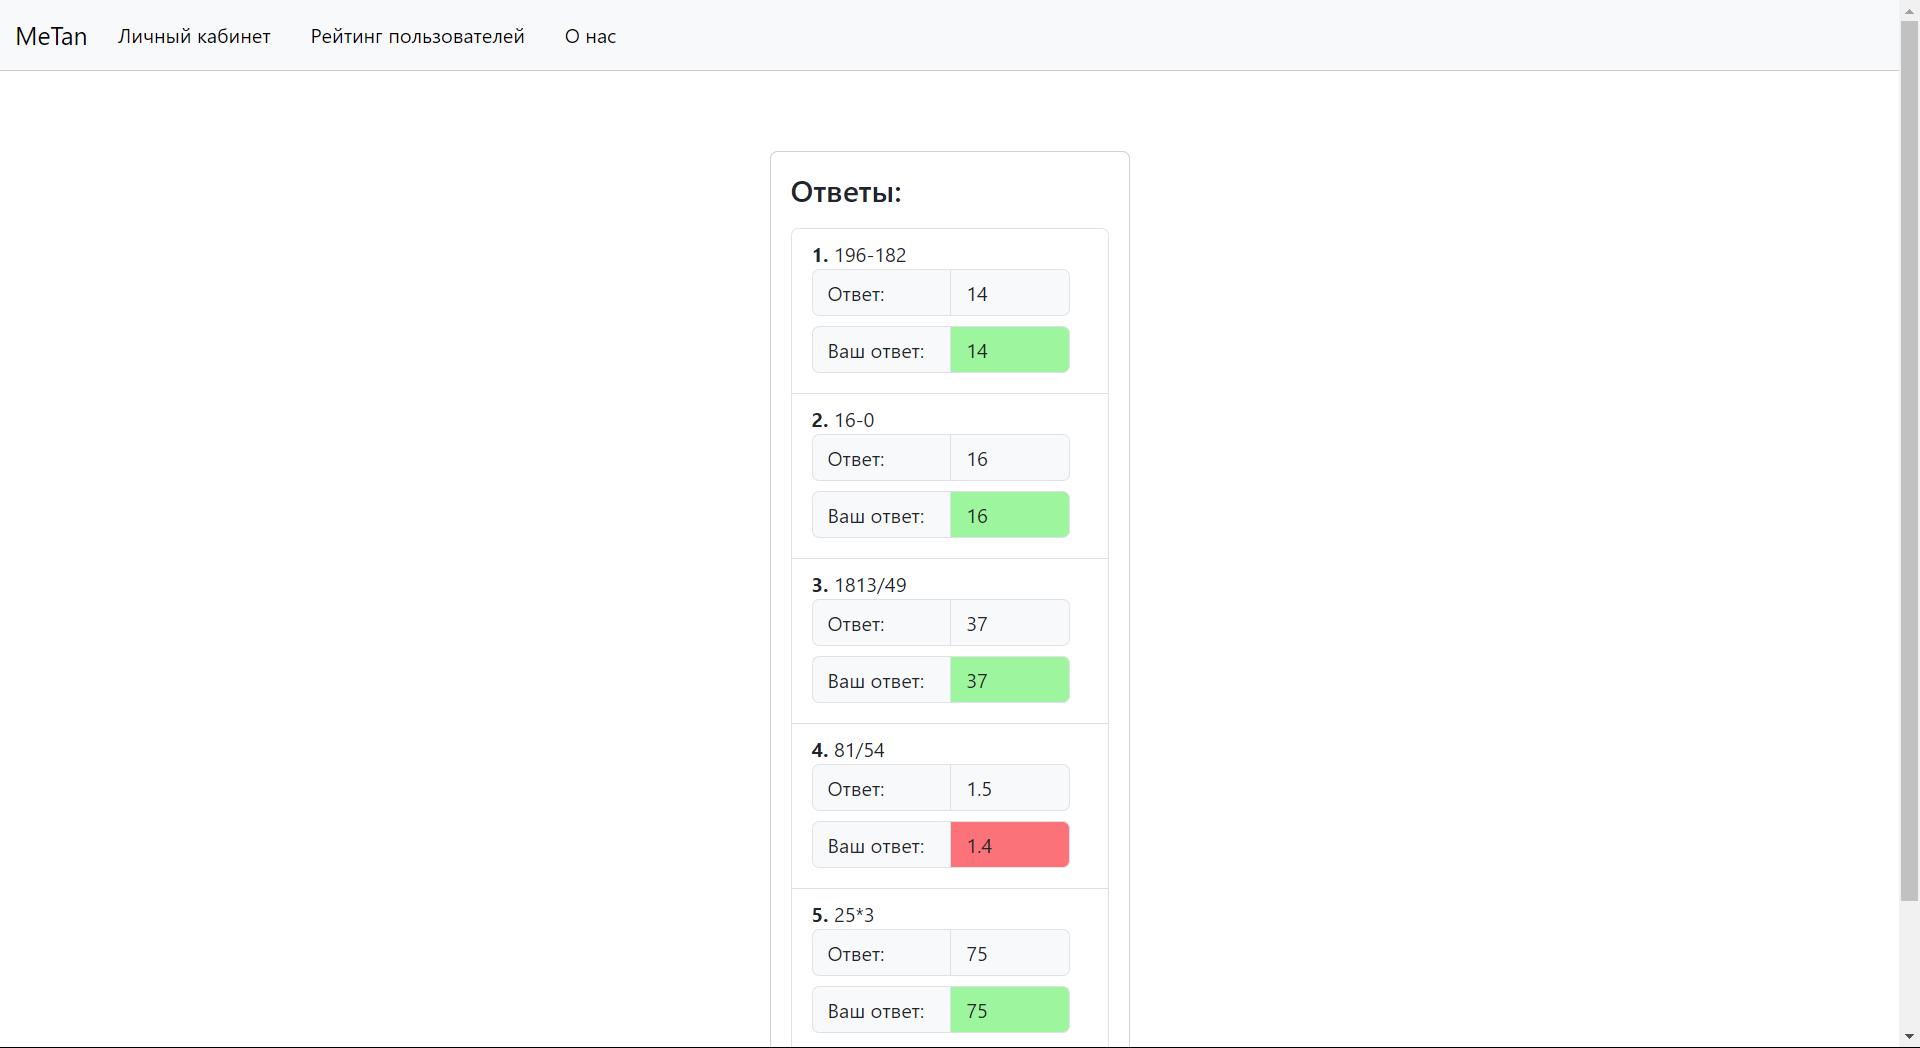 MeTan Личный кабинет Рейтинг пользователей О нас
Ответы:
1. 196-182
Ответ: 14
Ваш ответ: 14
2. 16-0
Ответ: 16
Ваш ответ: 16
3. 1813/49
Ответ: 37
Ваш ответ: 37
4. 81/54
Ответ: 1.5
Ваш ответ: 1.4
5. 25*3
Ответ: 75
Ваш ответ: 75